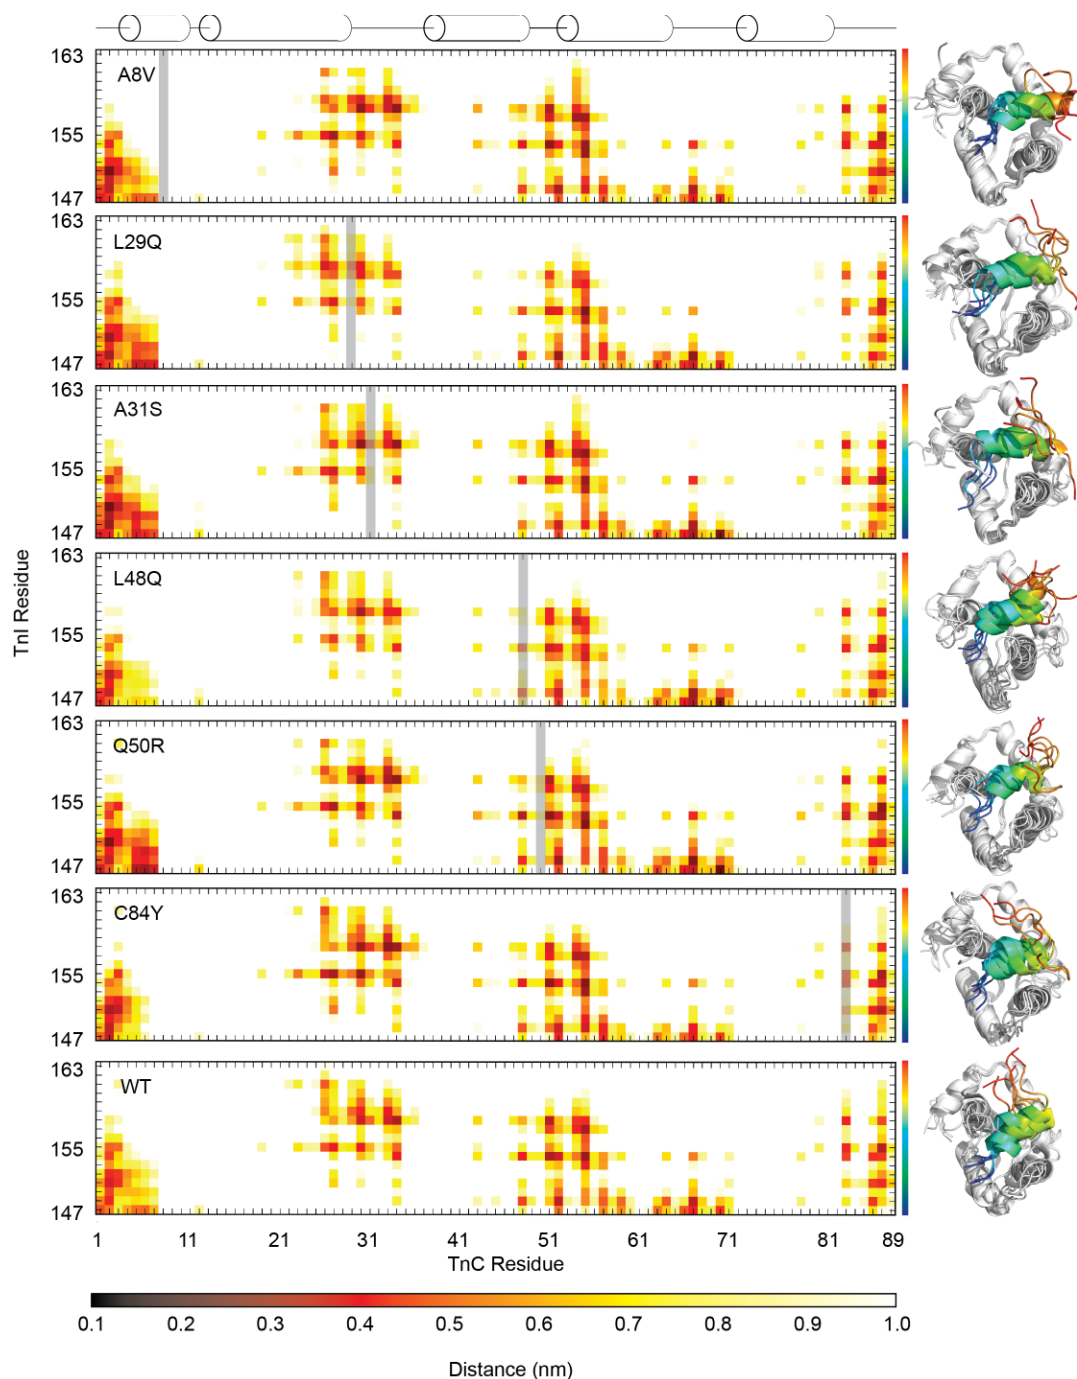 163
A8V
155
147
163
L29Q
155
147
163
A31S
155
147
163
L48Q
155
147
163
Q50R
155
147
163
C84Y
155
147
163
WT
155
147
TnI Residue
1 11 21 31 41 51 61 71 81 89
TnC Residue
0.1 0.2 0.3 0.4 0.5 0.6 0.7 0.8 0.9 1.0
Distance (nm)